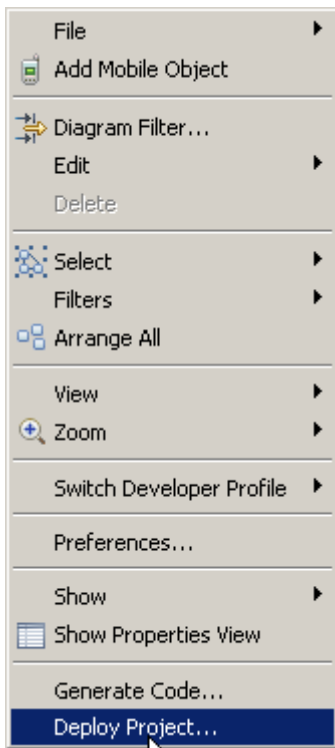 File
Add Mobile Object
Diagram Filter...
Edit
Delete
Select
Filters
Arrange All
View
Zoom
Switch Developer Profile
Preferences...
Show
Show Properties View
Generate Code...
Deploy Project...